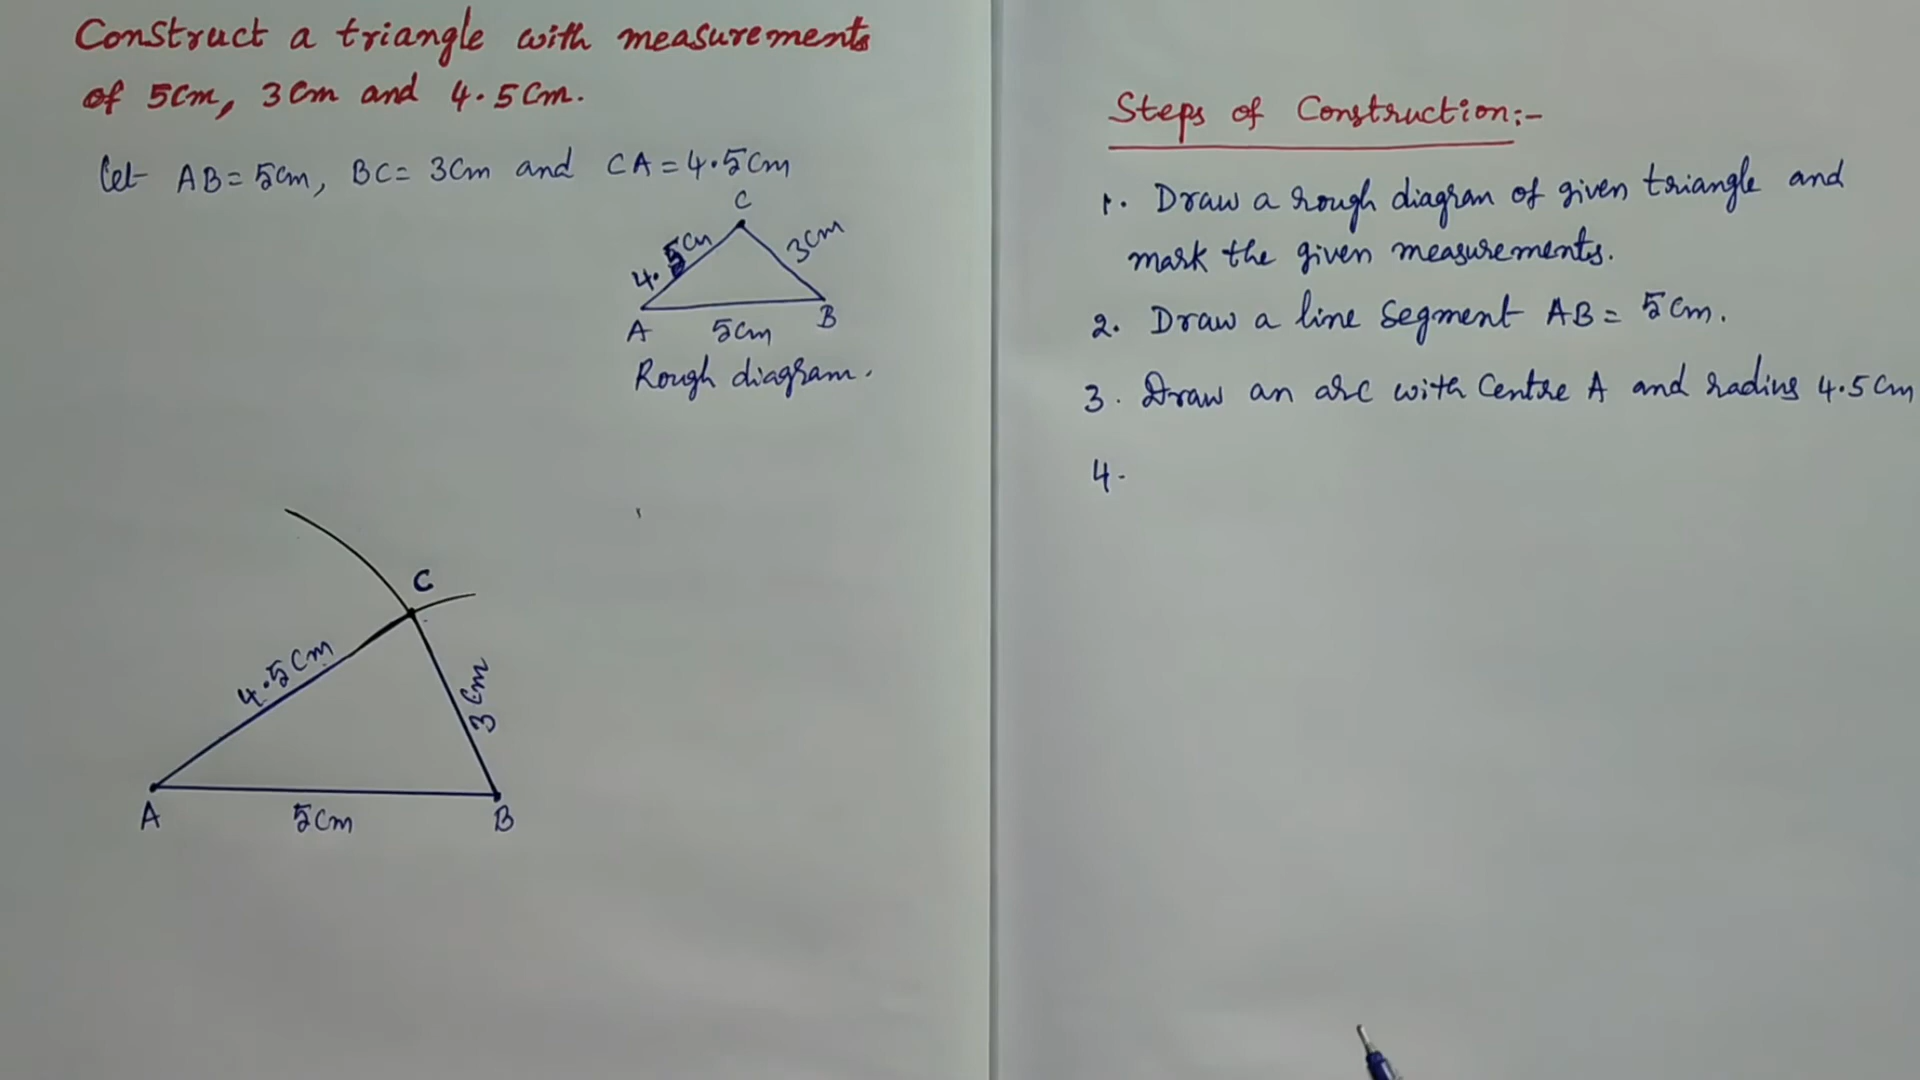 Construct a triangle with measurements
of 5cm, 3cm and 4.5cm.
Let AB = 5cm, BC = 3cm and CA = 4.5cm
C
4.5cm
3cm
A
5cm
B
Rough diagram.
C
4.5cm
3cm
A
5cm
B
Steps of Construction:-
1. Draw a rough diagram of given triangle and
mark the given measurements.
2. Draw a line segment AB = 5cm.
3. Draw an arc with Centre A and radius 4.5cm
4.